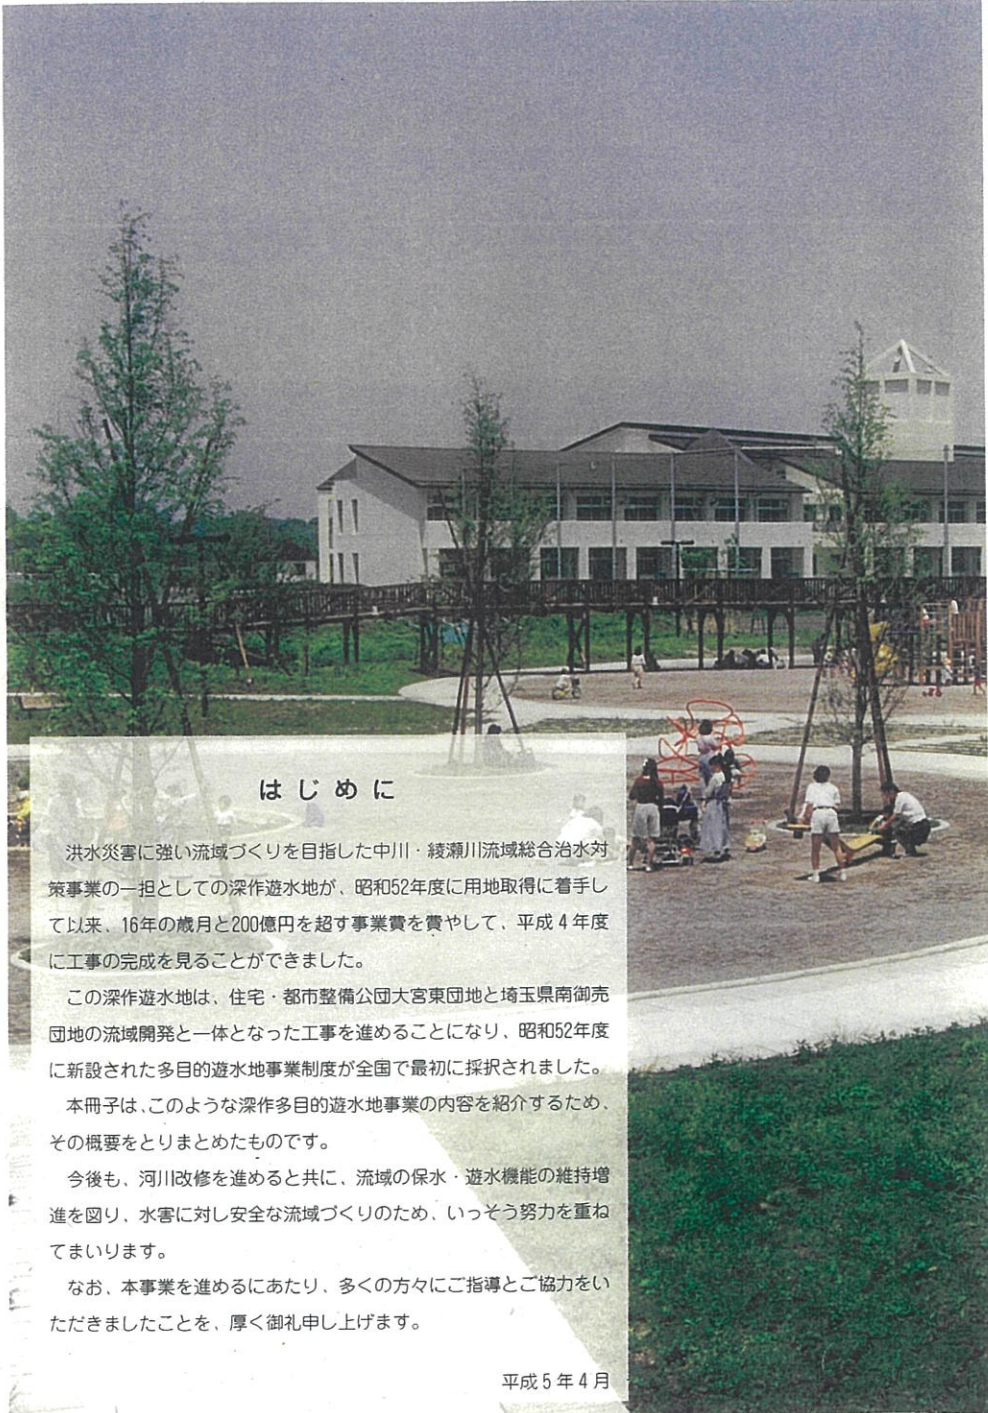 はじめに
洪水災害に強い流域づくりを目指した中川・綾瀬川流域総合治水対
策事業の一担としての深作遊水地が、昭和52年度に用地取得に着手し
て以来、16年の歳月と200億円を超す事業費を費やして、平成4年度
に工事の完成を見ることができました。
この深作遊水地は、住宅・都市整備公団大宮東団地と埼玉県南御売
団地の流域開発と一体となった工事を進めることになり、昭和52年度
に新設された多目的遊水地事業制度が全国で最初に採択されました。
本冊子は、このような深作多目的遊水地事業の内容を紹介するため、
その概要をとりまとめたものです。
今後も、河川改修を進めると共に、流域の保水・遊水機能の維持増
進を図り、水害に対し安全な流域づくりのため、いっそう努力を重ね
てまいります。
なお、本事業を進めるにあたり、多くの方々にご指導とご協力をい
ただきましたことを、厚く御礼申し上げます。
平成5年4月